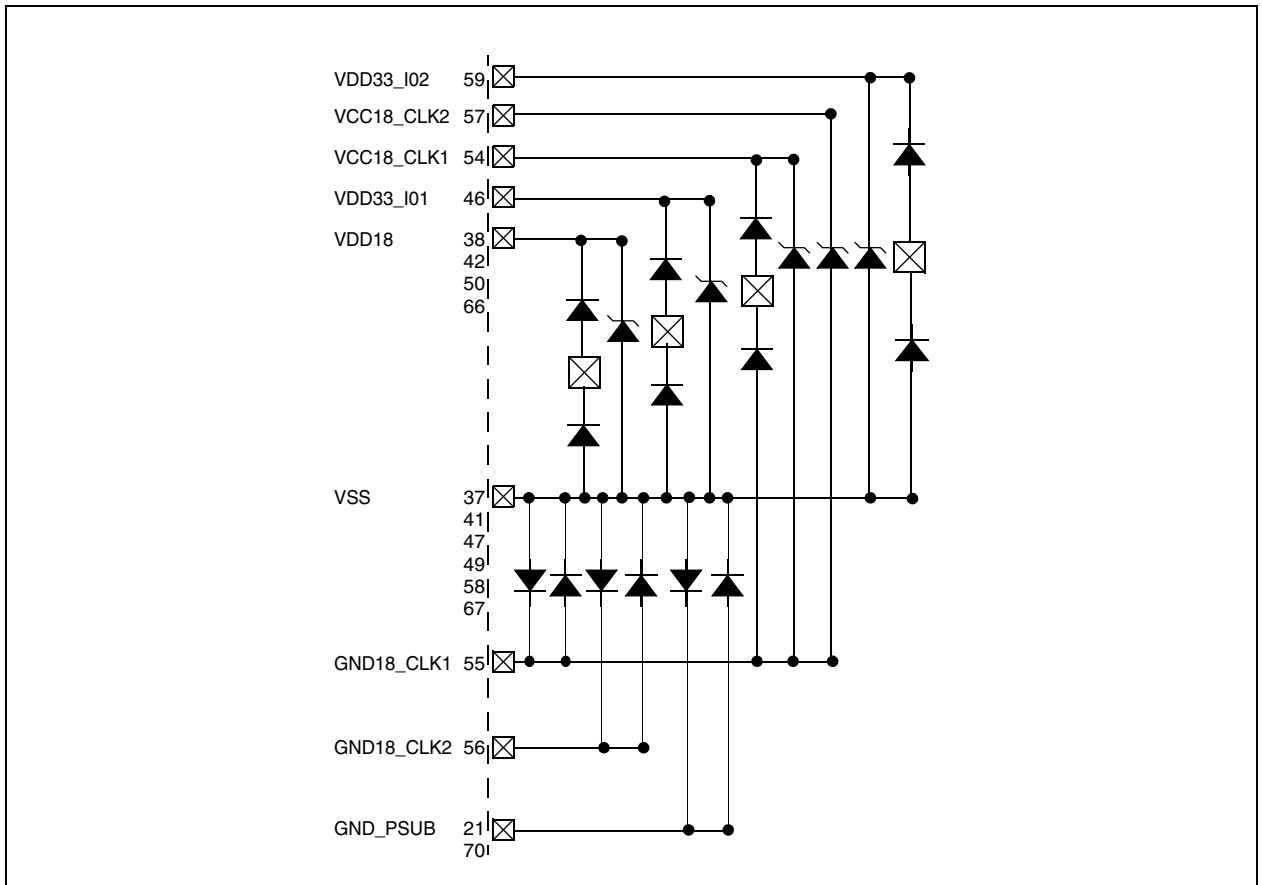 VDD33_I02 59
VCC18_CLK2 57
VCC18_CLK1 54
VDD33_I01 46
VDD18 38
42
50
66
VSS 37
41
47
49
58
67
GND18_CLK1 55
GND18_CLK2 56
GND_PSUB 21
70